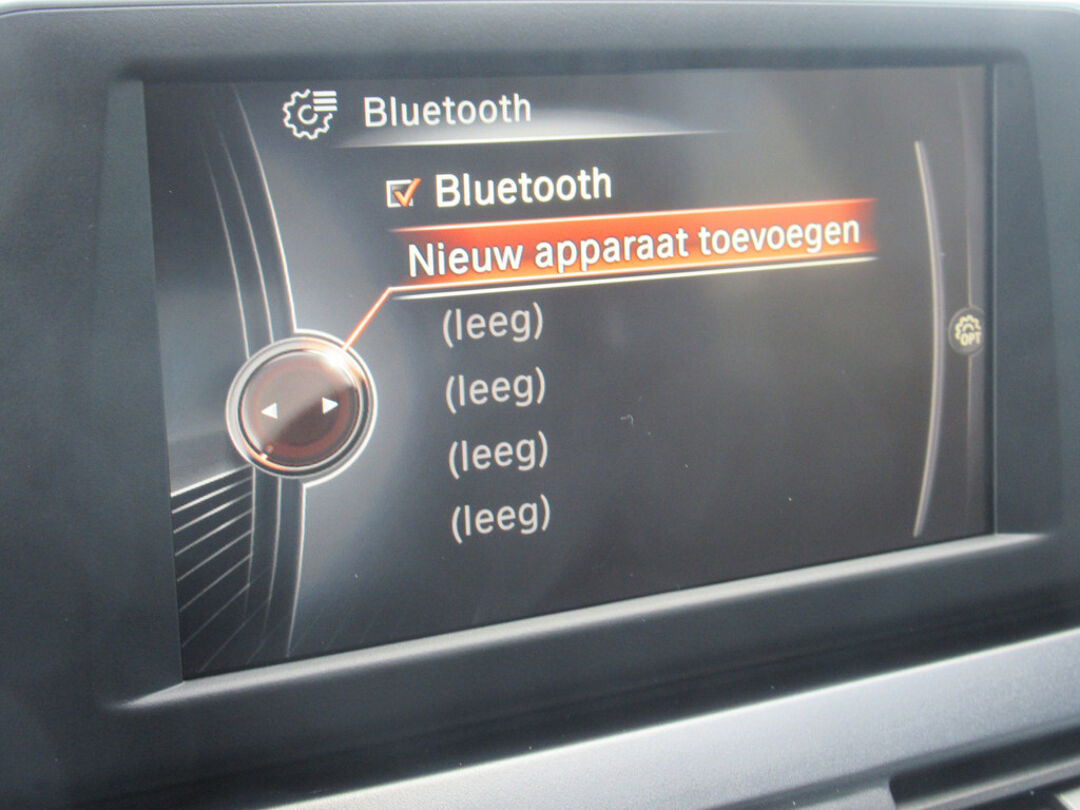 Bluetooth
Bluetooth
Nieuw apparaat toevoegen
(leeg)
OPT
(leeg)
(leeg)
(leeg)